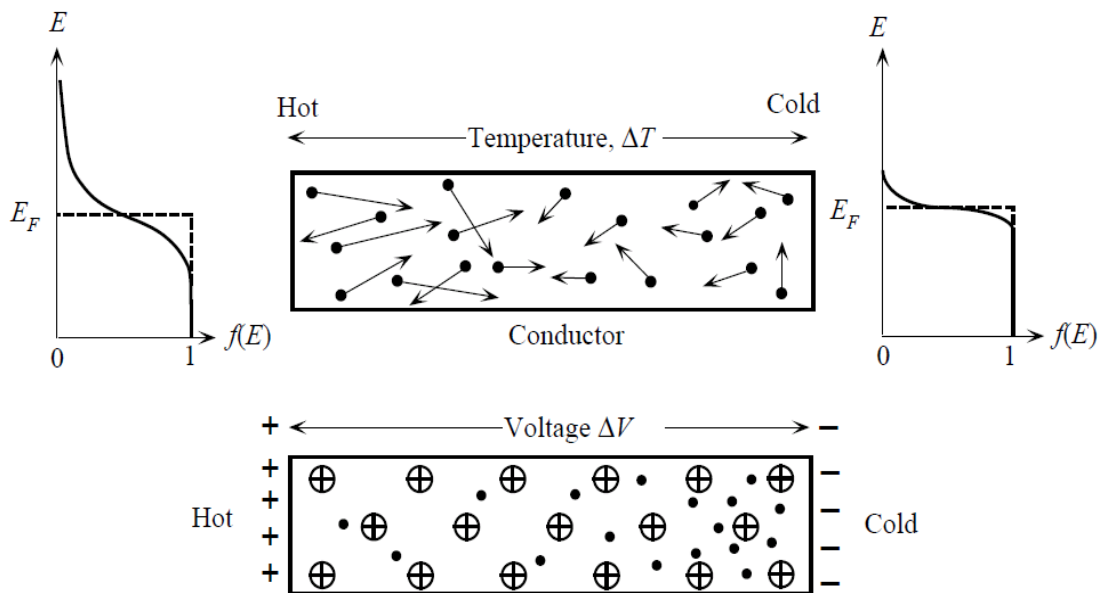 E
E
Hot
Cold
Temperature, ΔT
E_F
E_F
Conductor
0
1
f(E)
0
1
f(E)
+
Voltage ΔV
−
+
+
+
+
+
Hot
Cold
−
−
−
−
−